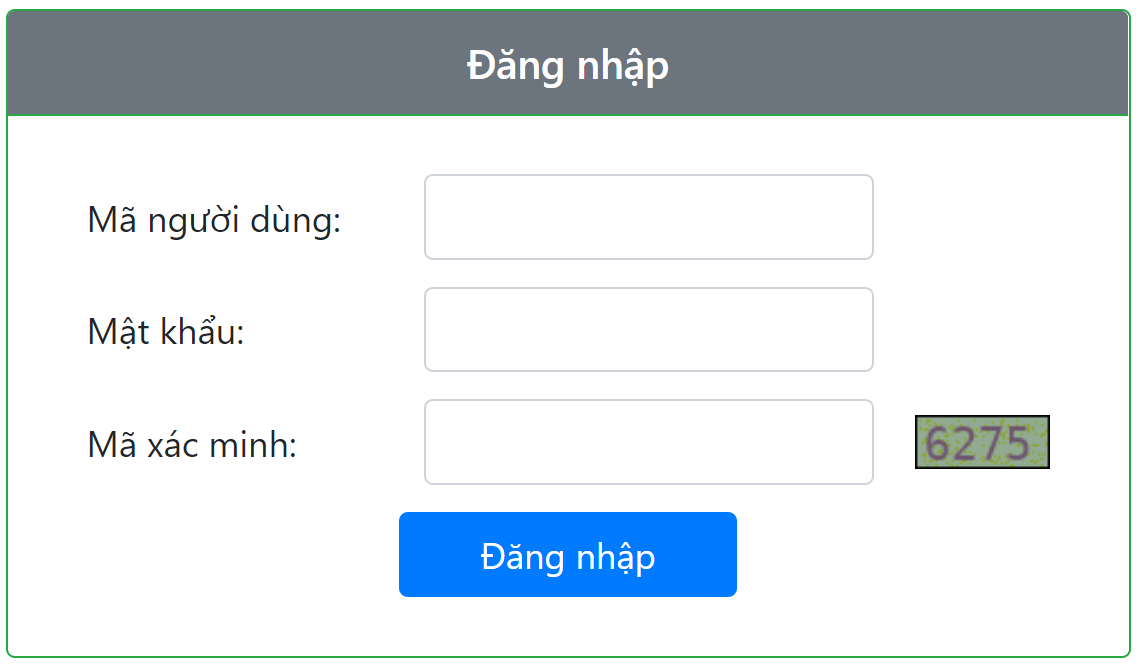 Đăng nhập
Mã người dùng:
Mật khẩu:
Mã xác minh:
6275
Đăng nhập